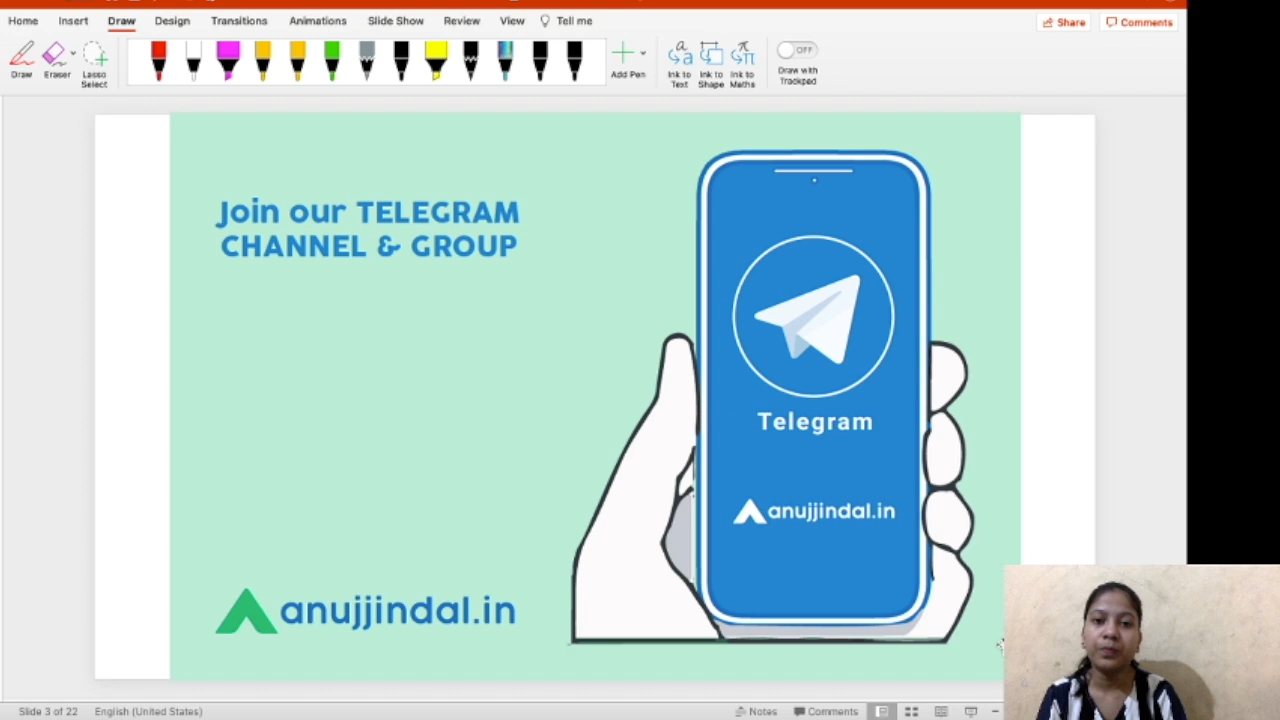 Home Insert Draw Design Transitions Animations Slide Show Review View Tell me Share Comments
Draw Eraser Lasso Select Add Pen Ink to Text Ink to Shape Ink to Maths OFF Draw with Trackpad
Join our TELEGRAM
CHANNEL & GROUP
Telegram
anujjindal.in
anujjindal.in
Slide 3 of 22 English (United States) Notes Comments